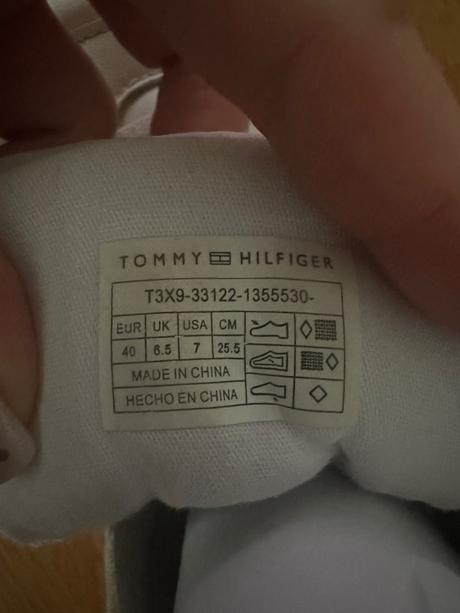 TOMMY HILFIGER
T3X9-33122-1355530-
EUR UK USA CM
40 6.5 7 25.5
MADE IN CHINA
HECHO EN CHINA